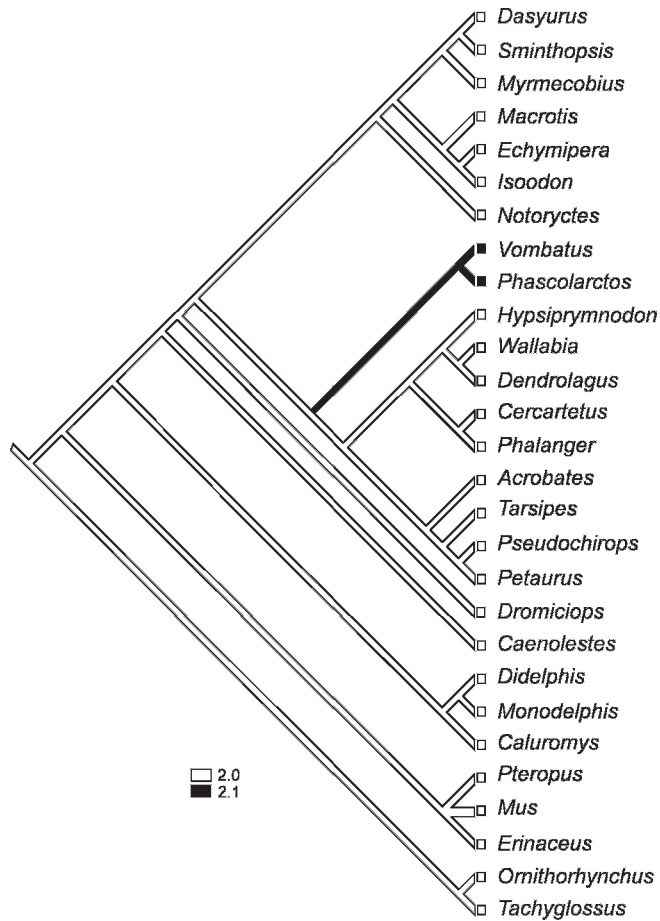 Dasyurus
Sminthopsis
Myrmecobius
Macrotis
Echymipera
Isoodon
Notoryctes
Vombatus
Phascolarctos
Hypsiprymnodon
Wallabia
Dendrolagus
Cercartetus
Phalanger
Acrobates
Tarsipes
Pseudochirops
Petaurus
Dromiciops
Caenolestes
Didelphis
Monodelphis
Caluromys
Pteropus
Mus
Erinaceus
Ornithorhynchus
Tachyglossus
2.0
2.1